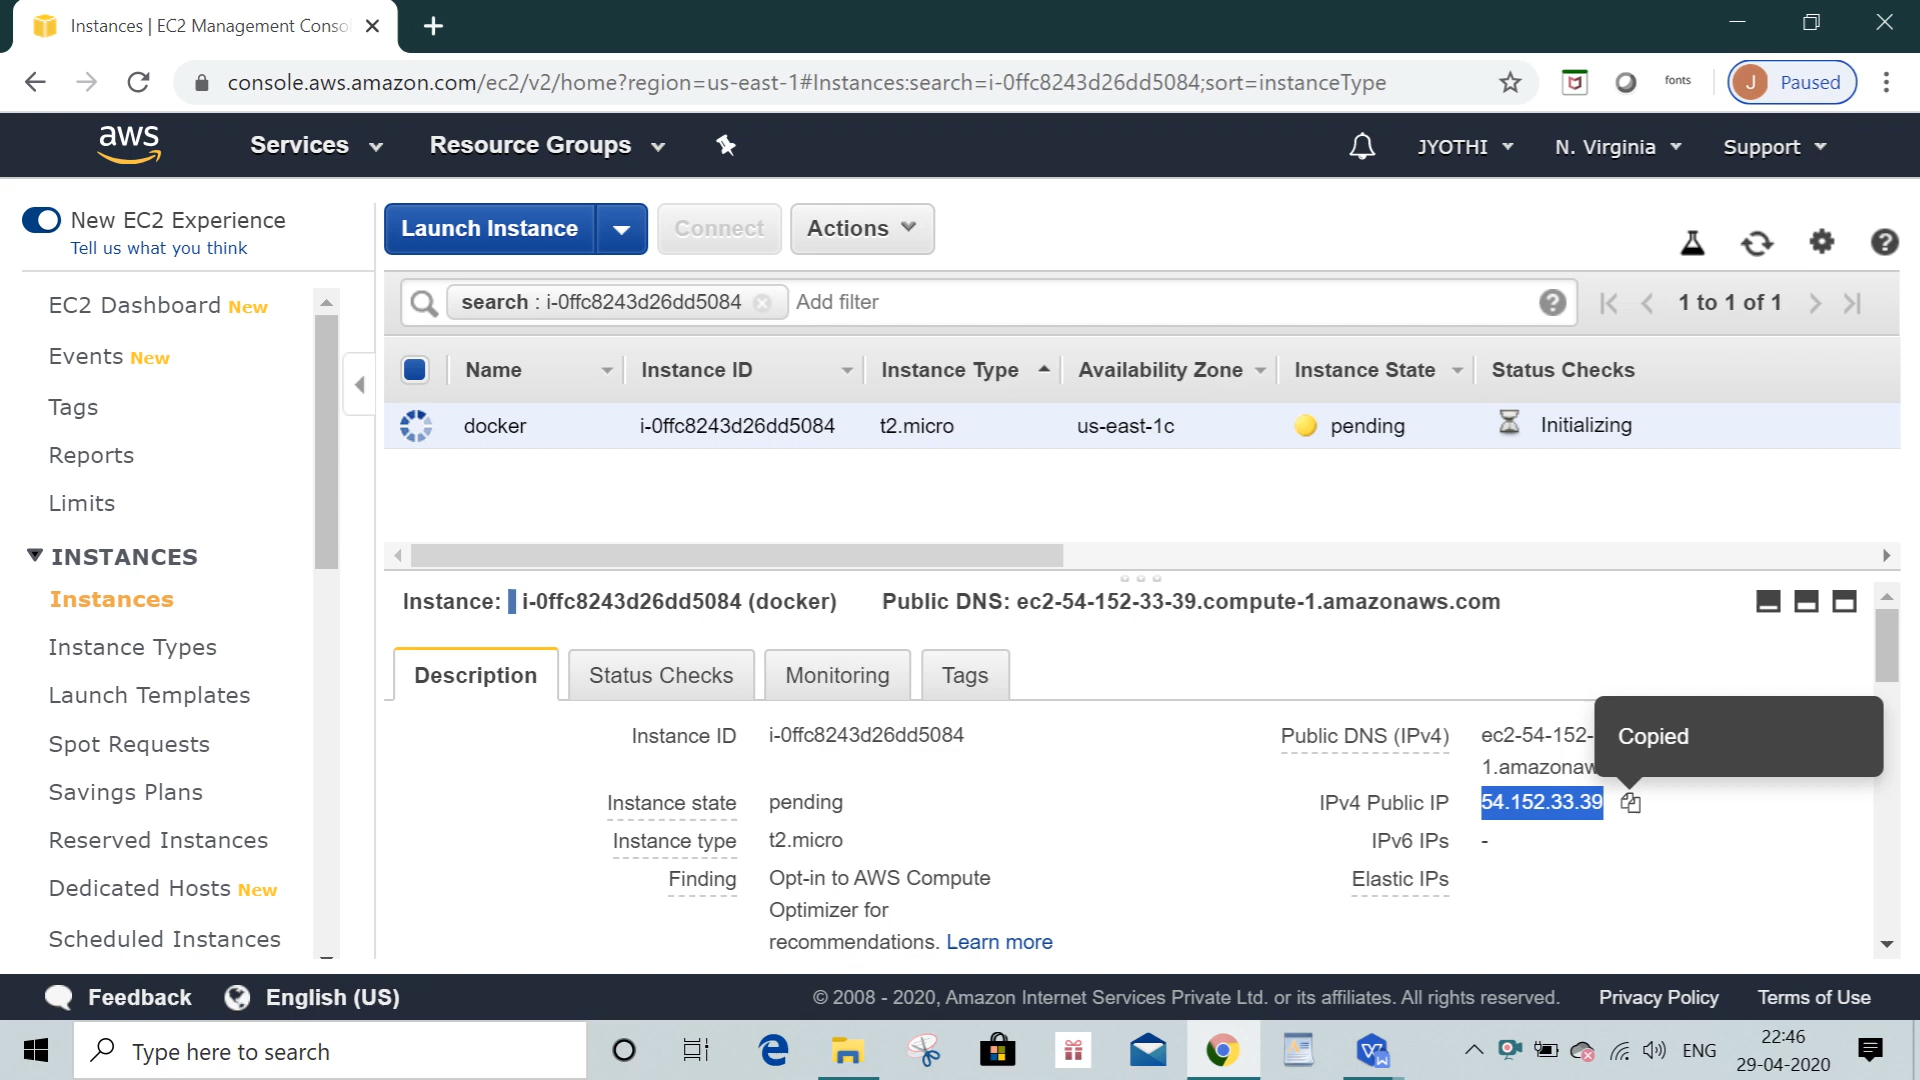 Instances | EC2 Management Conso
console.aws.amazon.com/ec2/v2/home?region=us-east-1#Instances:search=i-0ffc8243d26dd5084;sort=instanceType
fonts
J Paused
aws
Services
Resource Groups
JYOTHI
N. Virginia
Support
New EC2 Experience
Tell us what you think
EC2 Dashboard New
Events New
Tags
Reports
Limits
INSTANCES
Instances
Instance Types
Launch Templates
Spot Requests
Savings Plans
Reserved Instances
Dedicated Hosts New
Scheduled Instances
Launch Instance
Connect
Actions
search : i-0ffc8243d26dd5084
Add filter
1 to 1 of 1
Name Instance ID Instance Type Availability Zone Instance State Status Checks
docker i-0ffc8243d26dd5084 t2.micro us-east-1c pending Initializing
Instance: i-0ffc8243d26dd5084 (docker) Public DNS: ec2-54-152-33-39.compute-1.amazonaws.com
Description Status Checks Monitoring Tags
Instance ID i-0ffc8243d26dd5084
Instance state pending
Instance type t2.micro
Finding Opt-in to AWS Compute
Optimizer for
recommendations. Learn more
Public DNS (IPv4) ec2-54-152-
1.amazonaw
Copied
IPv4 Public IP 54.152.33.39
IPv6 IPs -
Elastic IPs
Feedback
English (US)
© 2008 - 2020, Amazon Internet Services Private Ltd. or its affiliates. All rights reserved.
Privacy Policy
Terms of Use
Type here to search
ENG
22:46
29-04-2020